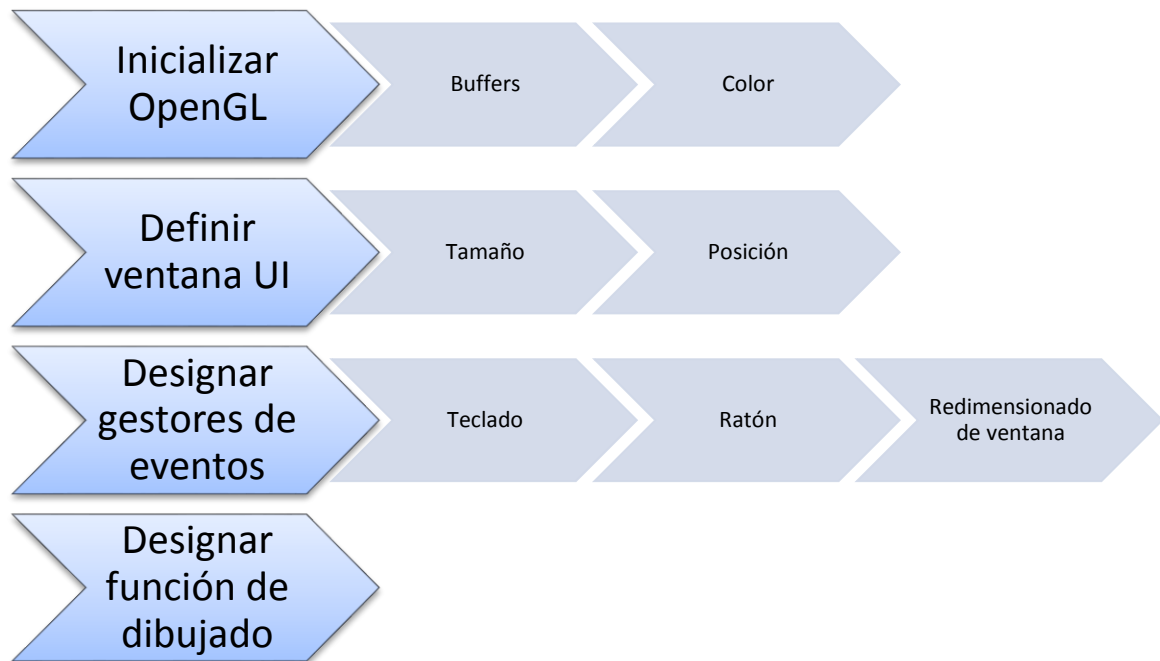 Inicializar
OpenGL
Buffers
Color
Definir
ventana UI
Tamaño
Posición
Designar
gestores de
eventos
Teclado
Ratón
Redimensionado
de ventana
Designar
función de
dibujado